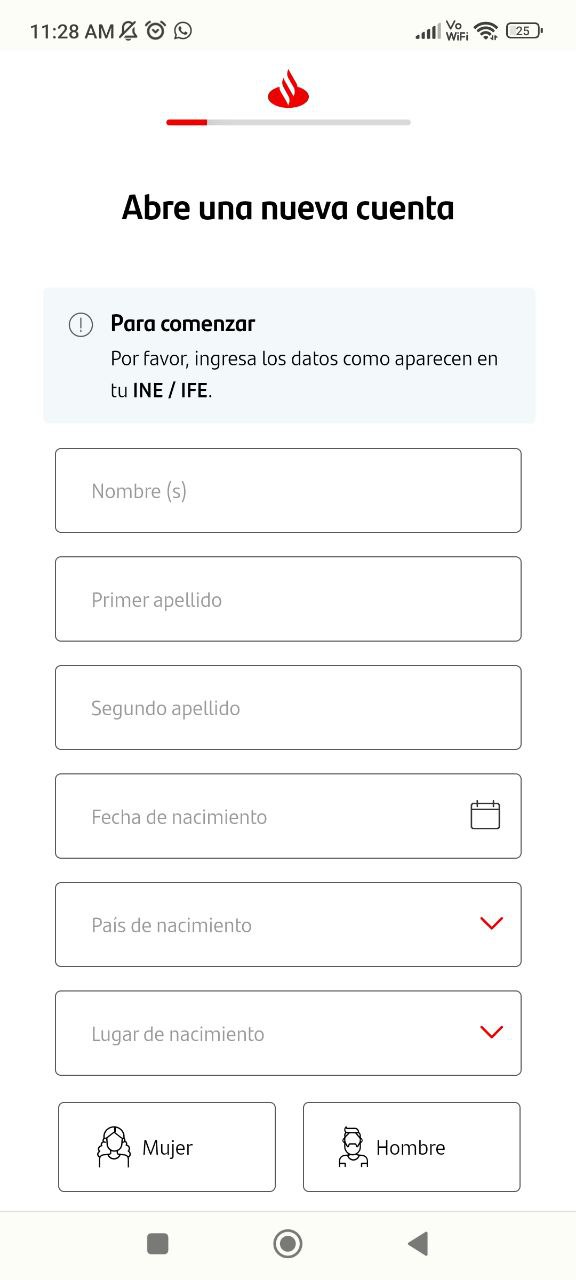 11:28 AM
Vo
WiFi
25
Abre una nueva cuenta
Para comenzar
Por favor, ingresa los datos como aparecen en
tu INE / IFE.
Nombre (s)
Primer apellido
Segundo apellido
Fecha de nacimiento
País de nacimiento
Lugar de nacimiento
Mujer
Hombre